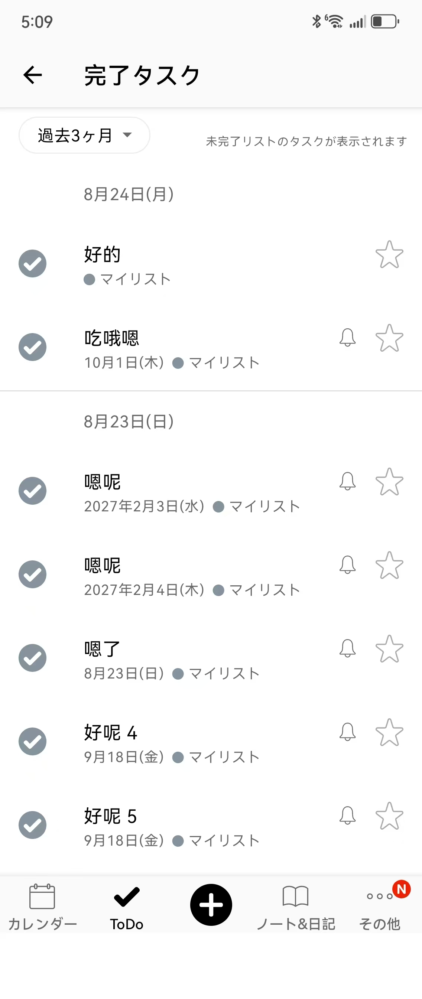 5:09
6
完了タスク
過去3ヶ月
未完了リストのタスクが表示されます
8月24日(月)
好的
マイリスト
吃哦嗯
10月1日(木) マイリスト
8月23日(日)
嗯呢
2027年2月3日(水) マイリスト
嗯呢
2027年2月4日(木) マイリスト
嗯了
8月23日(日) マイリスト
好呢 4
9月18日(金) マイリスト
好呢 5
9月18日(金) マイリスト
N
カレンダー ToDo ノート&日記 その他